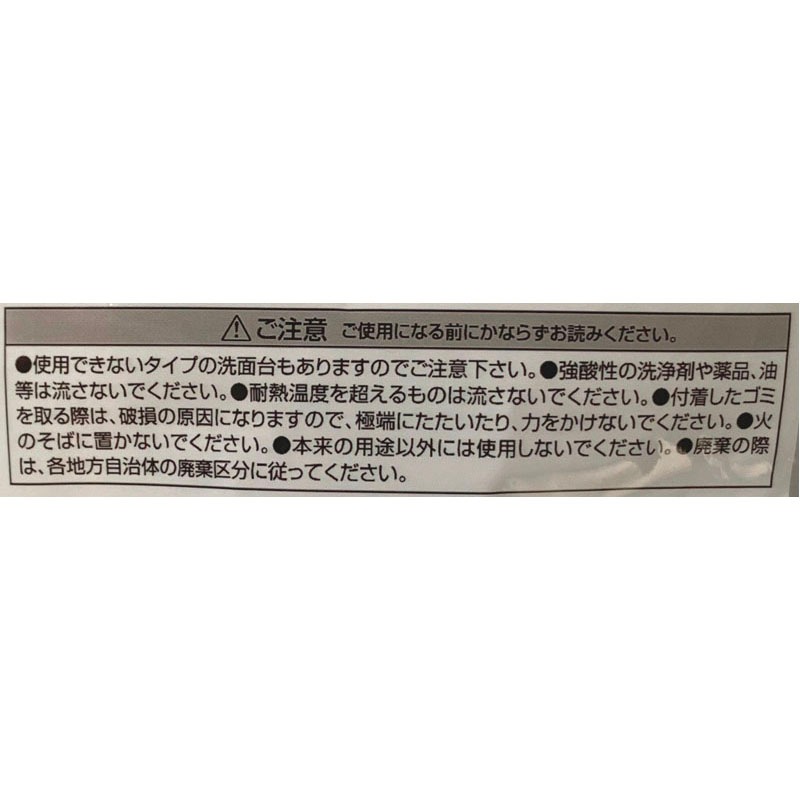 ⚠ご注意 ご使用になる前にかならずお読みください。
●使用できないタイプの洗面台もありますのでご注意下さい。●強酸性の洗浄剤や薬品、油
等は流さないでください。●耐熱温度を超えるものは流さないでください。●付着したゴミ
を取る際は、破損の原因になりますので、極端にたたいたり、力をかけないでください。●火
のそばに置かないでください。●本来の用途以外には使用しないでください。●廃棄の際
は、各地方自治体の廃棄区分に従ってください。